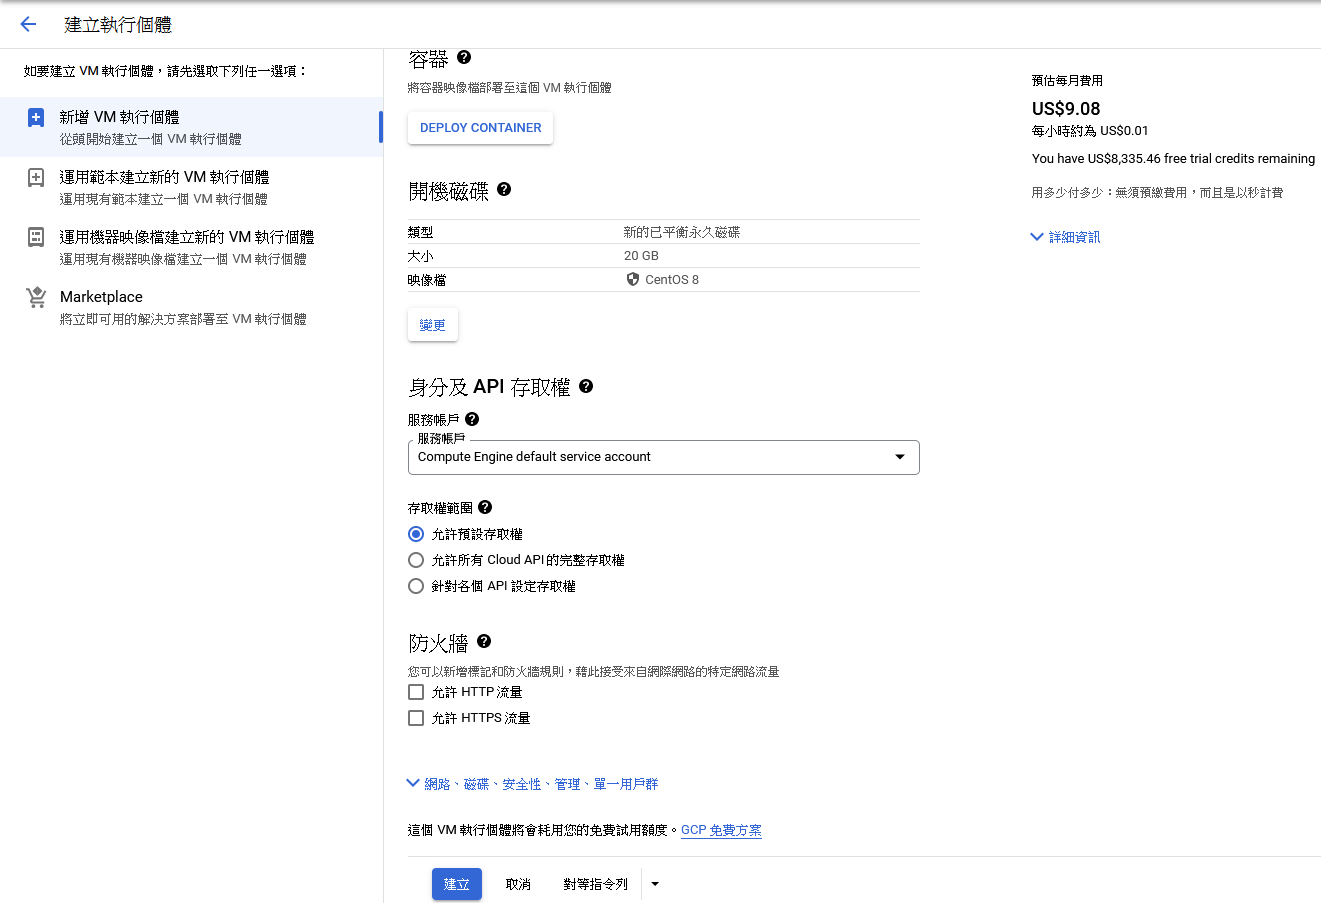 建立執行個體
如要建立 VM 執行個體，請先選取下列任一選項：
新增 VM 執行個體
從頭開始建立一個 VM 執行個體
運用範本建立新的 VM 執行個體
運用現有範本建立一個 VM 執行個體
運用機器映像檔建立新的 VM 執行個體
運用現有機器映像檔建立一個 VM 執行個體
Marketplace
將立即可用的解決方案部署至 VM 執行個體
容器
將容器映像檔部署至這個 VM 執行個體
DEPLOY CONTAINER
開機磁碟
類型 新的已平衡永久磁碟
大小 20 GB
映像檔 CentOS 8
變更
身分及 API 存取權
服務帳戶
服務帳戶
Compute Engine default service account
存取權範圍
允許預設存取權
允許所有 Cloud API 的完整存取權
針對各個 API 設定存取權
防火牆
您可以新增標記和防火牆規則，藉此接受來自網際網路的特定網路流量
允許 HTTP 流量
允許 HTTPS 流量
網路、磁碟、安全性、管理、單一用戶群
這個 VM 執行個體將會耗用您的免費試用額度。GCP 免費方案
建立 取消 對等指令列
預估每月費用
US$9.08
每小時約為 US$0.01
You have US$8,335.46 free trial credits remaining
用多少付多少：無須預繳費用，而且是以秒計費
詳細資訊